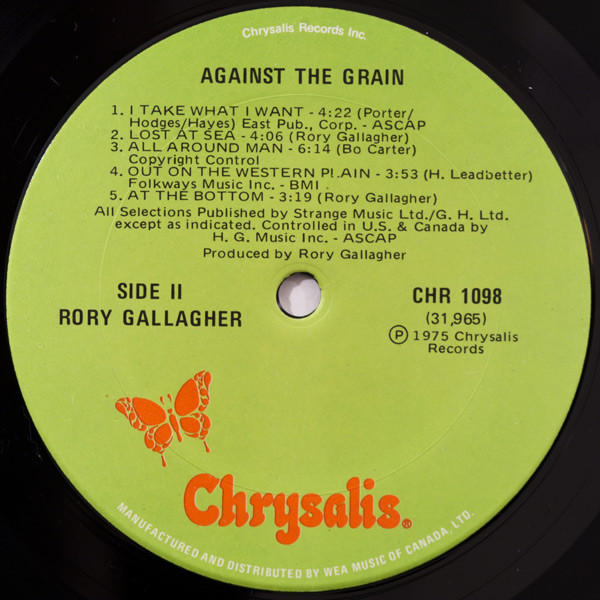 Chrysalis Records Inc.
AGAINST THE GRAIN
1. I TAKE WHAT I WANT - 4:22 (Porter/
Hodges/Hayes) East Pub., Corp. - ASCAP
2. LOST AT SEA - 4:06 (Rory Gallagher)
3. ALL AROUND MAN - 6:14 (Bo Carter)
Copyright Control
4. OUT ON THE WESTERN PLAIN - 3:53 (H. Leadbetter)
Folkways Music Inc. - BMI .
5. AT THE BOTTOM - 3:19 (Rory Gallagher)
All Selections Published by Strange Music Ltd./G. H. Ltd.
except as indicated. Controlled in U.S. & Canada by
H. G. Music Inc. - ASCAP
Produced by Rory Gallagher
SIDE II
RORY GALLAGHER
CHR 1098
(31,965)
Ⓟ 1975 Chrysalis
Records
Chrysalis®
MANUFACTURED AND DISTRIBUTED BY WEA MUSIC OF CANADA, LTD.